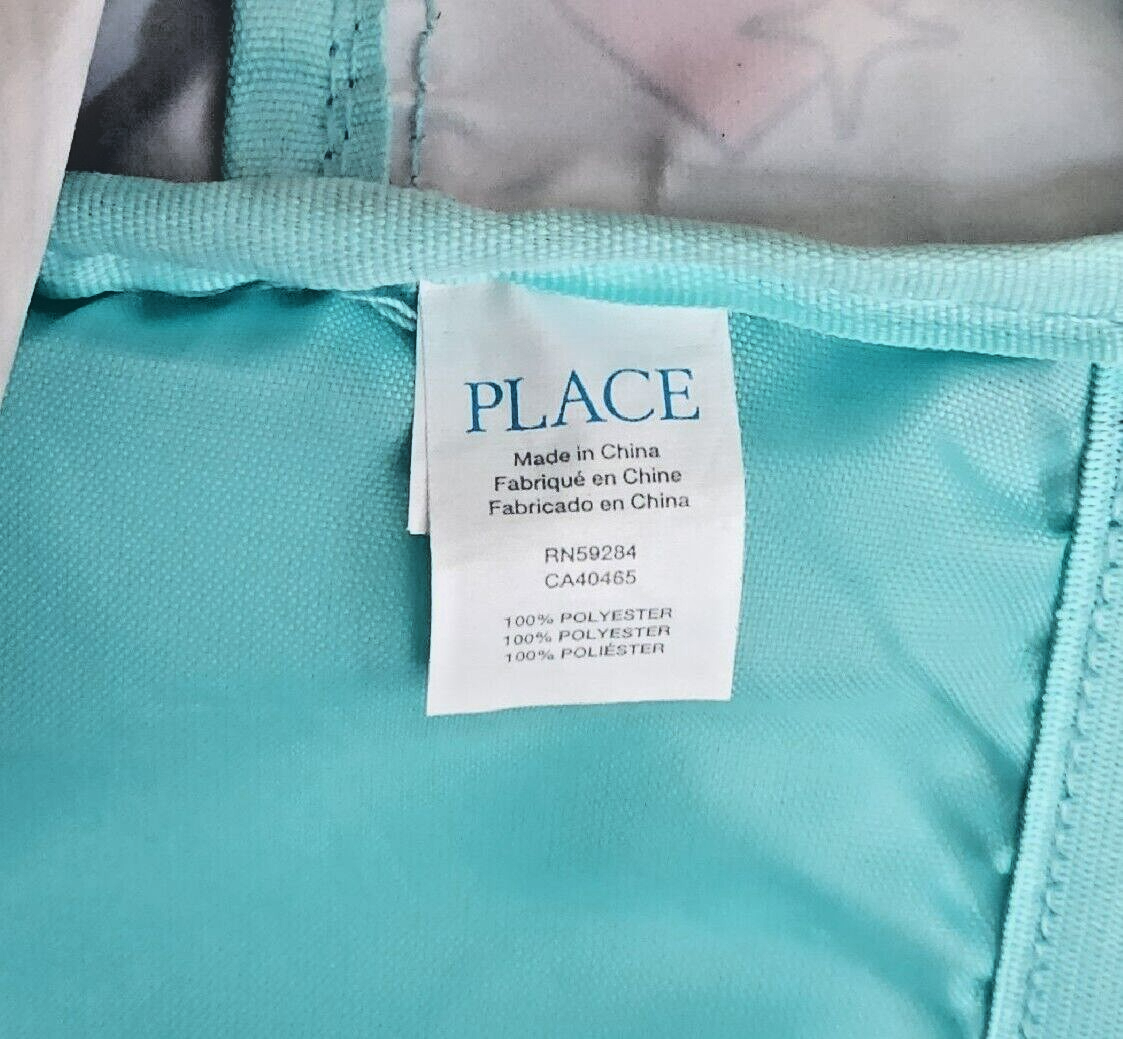 PLACE
Made in China
Fabriqué en Chine
Fabricado en China
RN59284
CA40465
100% POLYESTER
100% POLYESTER
100% POLIÉSTER